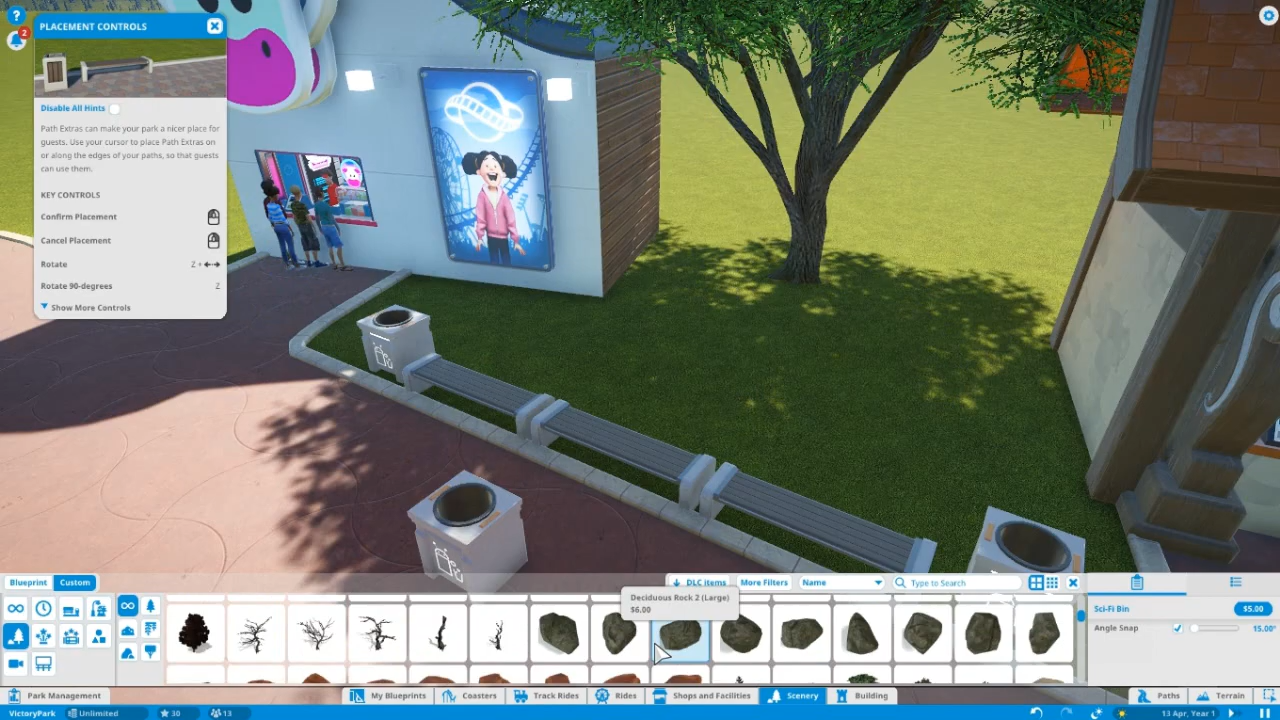 ?
2
PLACEMENT CONTROLS
Disable All Hints
Path Extras can make your park a nicer place for
guests. Use your cursor to place Path Extras on
or along the edges of your paths, so that guests
can use them.
KEY CONTROLS
Confirm Placement
Cancel Placement
Rotate Z +
Rotate 90-degrees Z
Show More Controls
Blueprint Custom
DLC items More Filters Name Type to Search
Deciduous Rock 2 (Large)
$6.00
Sci-Fi Bin $5.00
Angle Snap 15.00°
Park Management My Blueprints Coasters Track Rides Rides Shops and Facilities Scenery Building Paths Terrain
VictoryPark Unlimited 30 13 13 Apr, Year 1